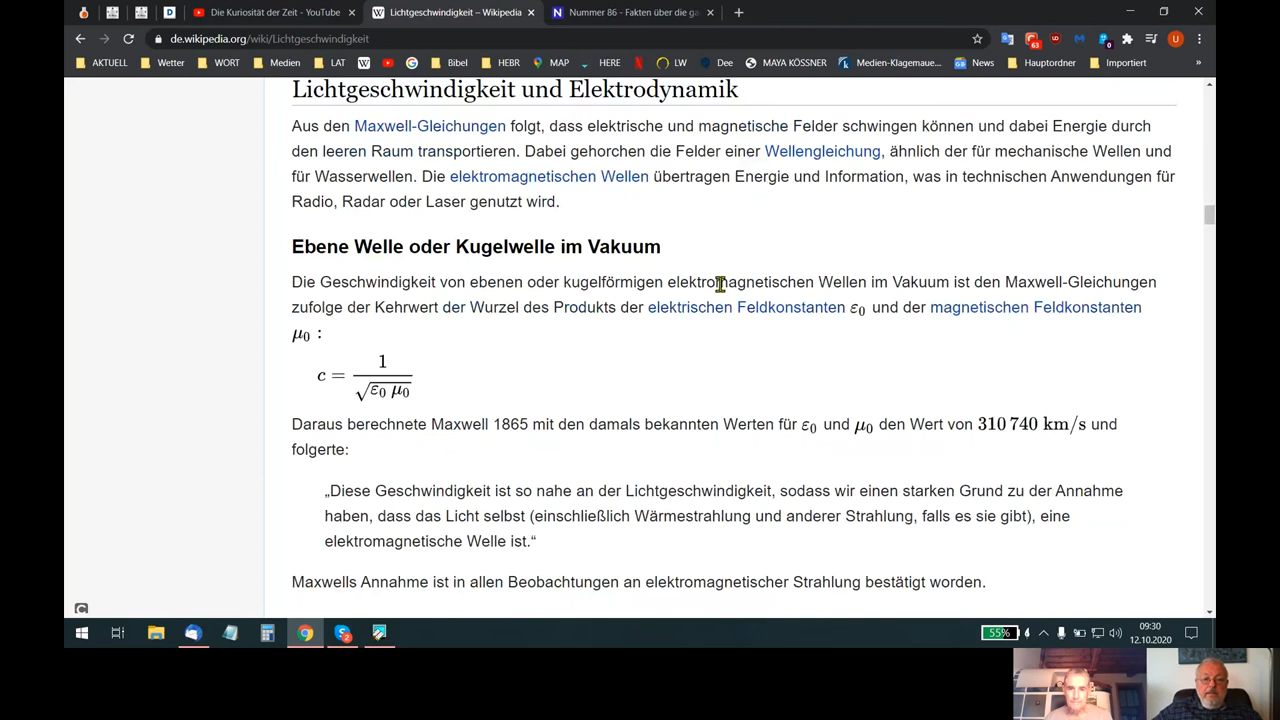 Die Kuriosität der Zeit - YouTube
Lichtgeschwindigkeit – Wikipedia
Nummer 86 - Fakten über die ga
de.wikipedia.org/wiki/Lichtgeschwindigkeit
63
0
U
AKTUELL Wetter WORT Medien LAT Bibel HEBR MAP HERE LW Dee MAYA KÖSSNER Medien-Klagemaue... News Hauptordner Importiert »
Lichtgeschwindigkeit und Elektrodynamik
Aus den Maxwell-Gleichungen folgt, dass elektrische und magnetische Felder schwingen können und dabei Energie durch
den leeren Raum transportieren. Dabei gehorchen die Felder einer Wellengleichung, ähnlich der für mechanische Wellen und
für Wasserwellen. Die elektromagnetischen Wellen übertragen Energie und Information, was in technischen Anwendungen für
Radio, Radar oder Laser genutzt wird.
Ebene Welle oder Kugelwelle im Vakuum
Die Geschwindigkeit von ebenen oder kugelförmigen elektromagnetischen Wellen im Vakuum ist den Maxwell-Gleichungen
zufolge der Kehrwert der Wurzel des Produkts der elektrischen Feldkonstanten ε₀ und der magnetischen Feldkonstanten
μ₀ :
c = 1 / √(ε₀ μ₀)
Daraus berechnete Maxwell 1865 mit den damals bekannten Werten für ε₀ und μ₀ den Wert von 310 740 km/s und
folgerte:
„Diese Geschwindigkeit ist so nahe an der Lichtgeschwindigkeit, sodass wir einen starken Grund zu der Annahme
haben, dass das Licht selbst (einschließlich Wärmestrahlung und anderer Strahlung, falls es sie gibt), eine
elektromagnetische Welle ist.“
Maxwells Annahme ist in allen Beobachtungen an elektromagnetischer Strahlung bestätigt worden.
55%
09:30
12.10.2020